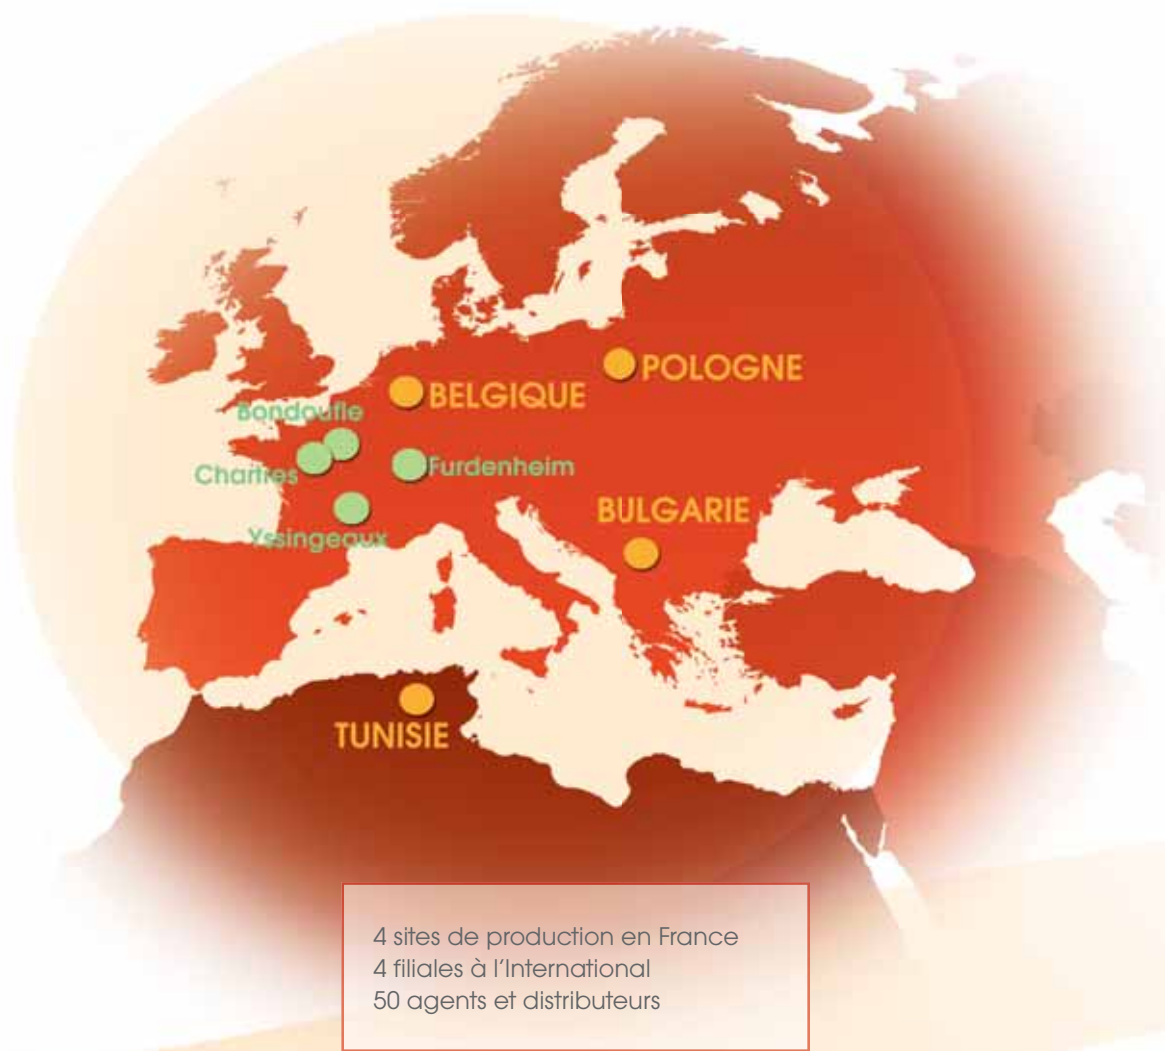 POLOGNE
BELGIQUE
Bondoufle
Chartres
Furdenheim
BULGARIE
Yssingeaux
TUNISIE
4 sites de production en France
4 filiales à l'International
50 agents et distributeurs